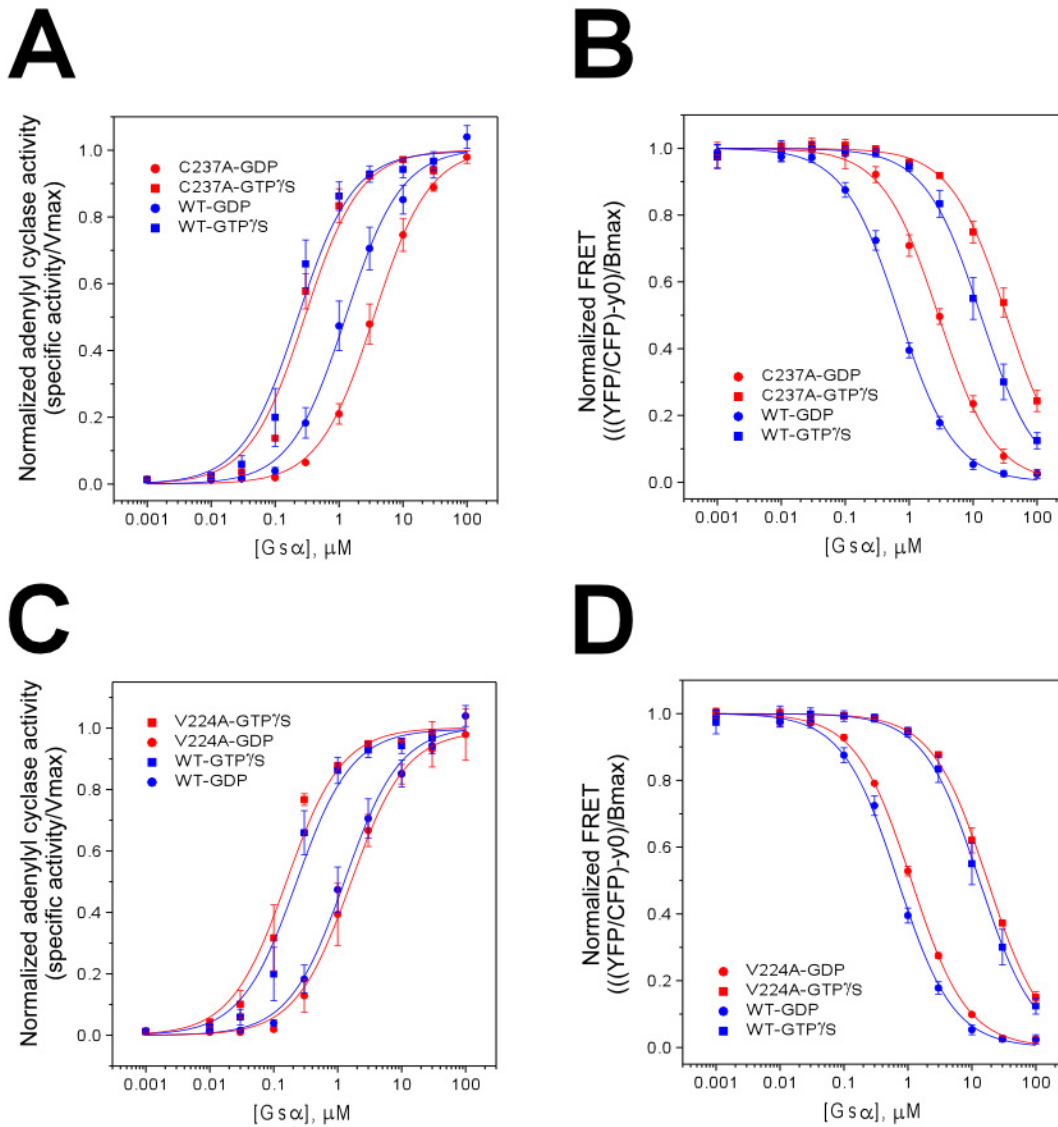 A
B
Normalized adenylyl cyclase activity
(specific activity/Vmax)
1.0
0.8
0.6
0.4
0.2
0.0
C237A-GDP
C237A-GTPγS
WT-GDP
WT-GTPγS
0.001 0.01 0.1 1 10 100
[Gsα], μM
Normalized FRET
(((YFP/CFP)-y0)/Bmax)
1.0
0.8
0.6
0.4
0.2
0.0
C237A-GDP
C237A-GTPγS
WT-GDP
WT-GTPγS
0.001 0.01 0.1 1 10 100
[Gsα], μM
C
D
Normalized adenylyl cyclase activity
(specific activity/Vmax)
1.0
0.8
0.6
0.4
0.2
0.0
V224A-GTPγS
V224A-GDP
WT-GTPγS
WT-GDP
0.001 0.01 0.1 1 10 100
[Gsα], μM
Normalized FRET
(((YFP/CFP)-y0)/Bmax)
1.0
0.8
0.6
0.4
0.2
0.0
V224A-GDP
V224A-GTPγS
WT-GDP
WT-GTPγS
0.001 0.01 0.1 1 10 100
[Gsα], μM